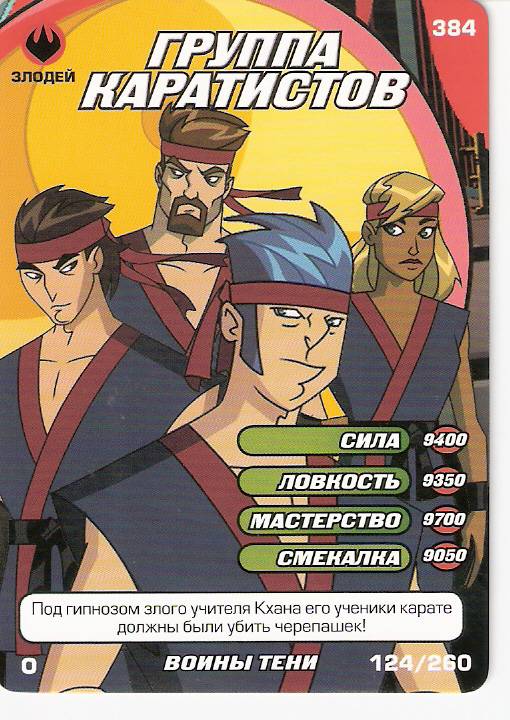 384
ЗЛОДЕЙ
ГРУППА
КАРАТИСТОВ
СИЛА 9400
ЛОВКОСТЬ 9350
МАСТЕРСТВО 9700
СМЕКАЛКА 9050
Под гипнозом злого учителя Кхана его ученики карате
должны были убить черепашек!
0 ВОИНЫ ТЕНИ 124/260